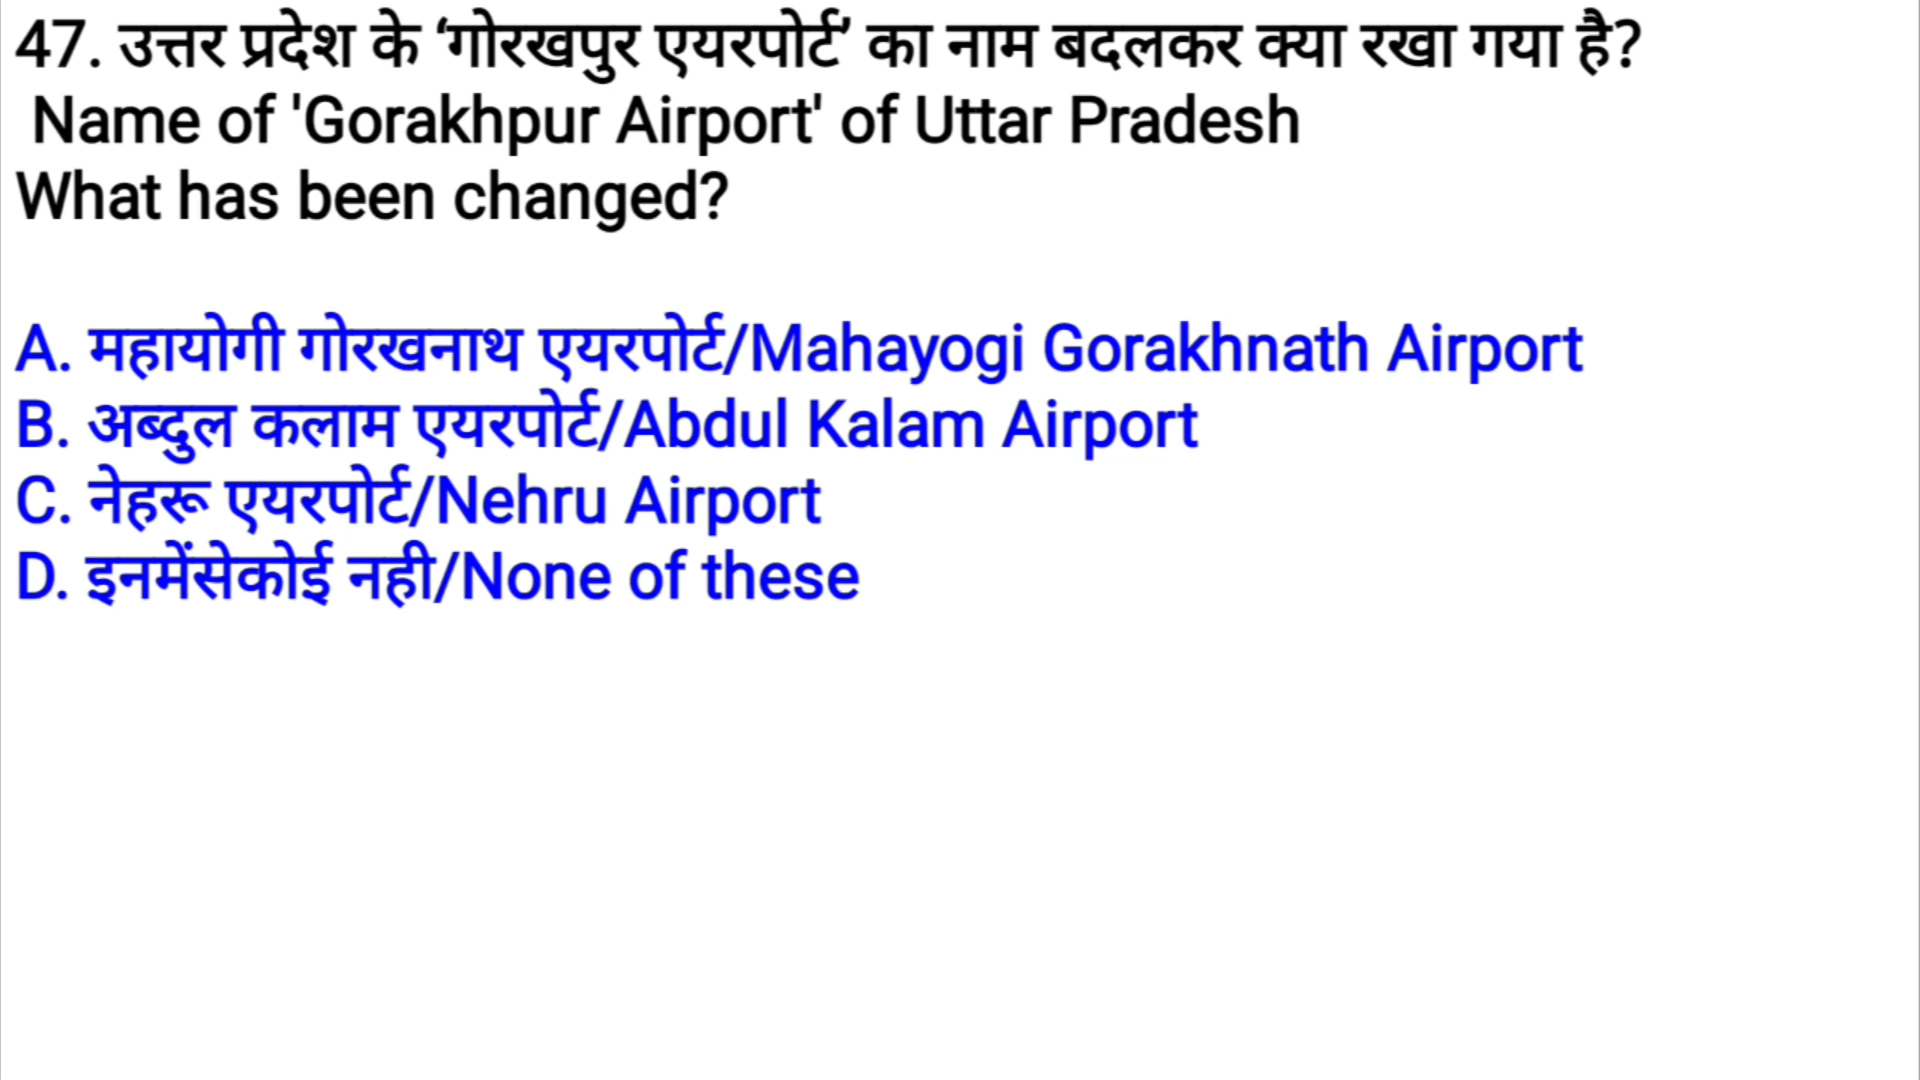 47. उत्तर प्रदेश के ‘गोरखपुर एयरपोर्ट’ का नाम बदलकर क्या रखा गया है?
Name of 'Gorakhpur Airport' of Uttar Pradesh
What has been changed?
A. महायोगी गोरखनाथ एयरपोर्ट/Mahayogi Gorakhnath Airport
B. अब्दुल कलाम एयरपोर्ट/Abdul Kalam Airport
C. नेहरू एयरपोर्ट/Nehru Airport
D. इनमेंसेकोई नही/None of these